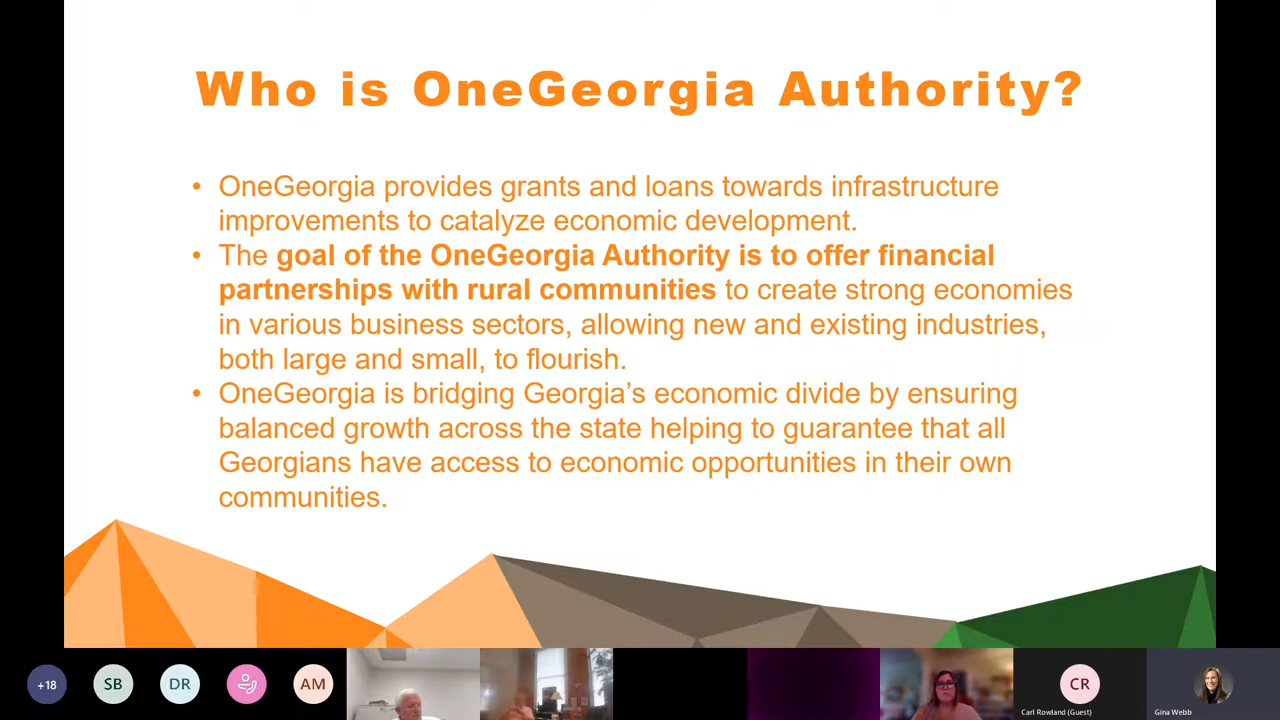 Who is OneGeorgia Authority?
• OneGeorgia provides grants and loans towards infrastructure
improvements to catalyze economic development.
• The goal of the OneGeorgia Authority is to offer financial
partnerships with rural communities to create strong economies
in various business sectors, allowing new and existing industries,
both large and small, to flourish.
• OneGeorgia is bridging Georgia’s economic divide by ensuring
balanced growth across the state helping to guarantee that all
Georgians have access to economic opportunities in their own
communities.
+18 SB DR AM CR
Carl Rowland (Guest) Gina Webb